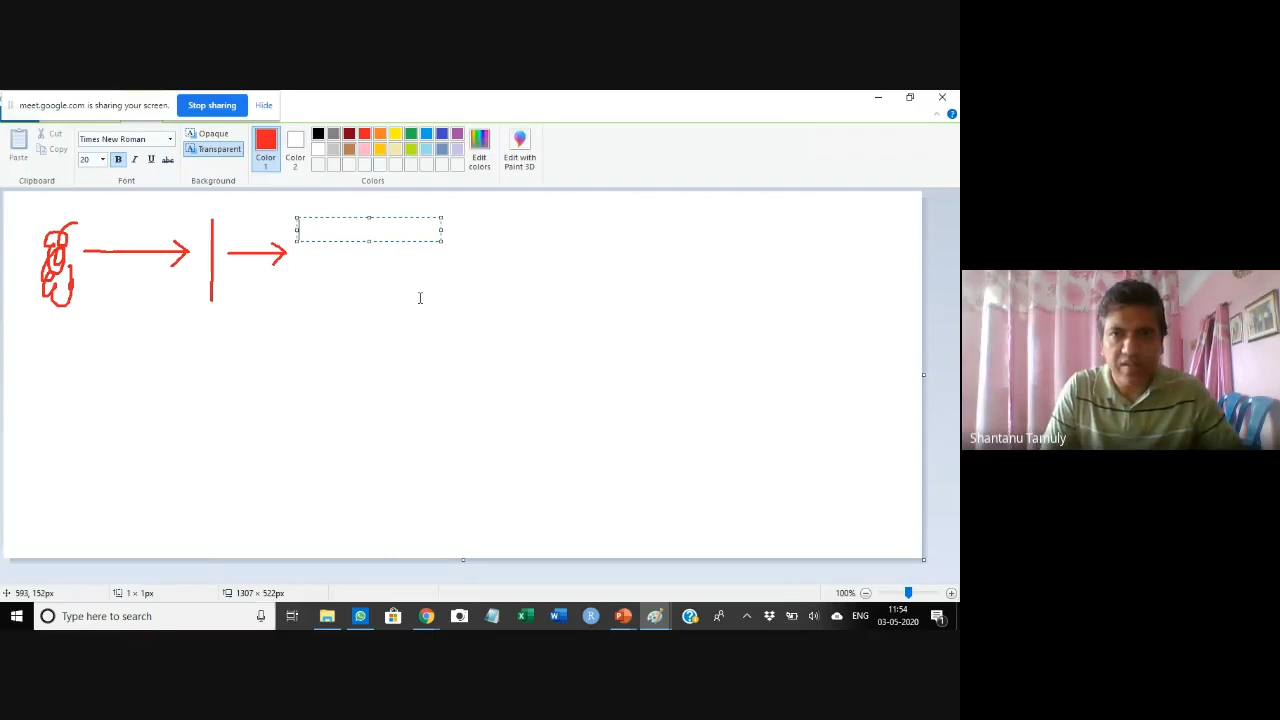 meet.google.com is sharing your screen.
Stop sharing
Hide
Paste
Cut
Copy
Clipboard
Times New Roman
20
B
I
U
abc
Font
Opaque
Transparent
Background
Color 1
Color 2
Edit colors
Colors
Edit with Paint 3D
Shantanu Tamuly
593, 152px
1 × 1px
1307 × 522px
100%
Type here to search
ENG
11:54
03-05-2020